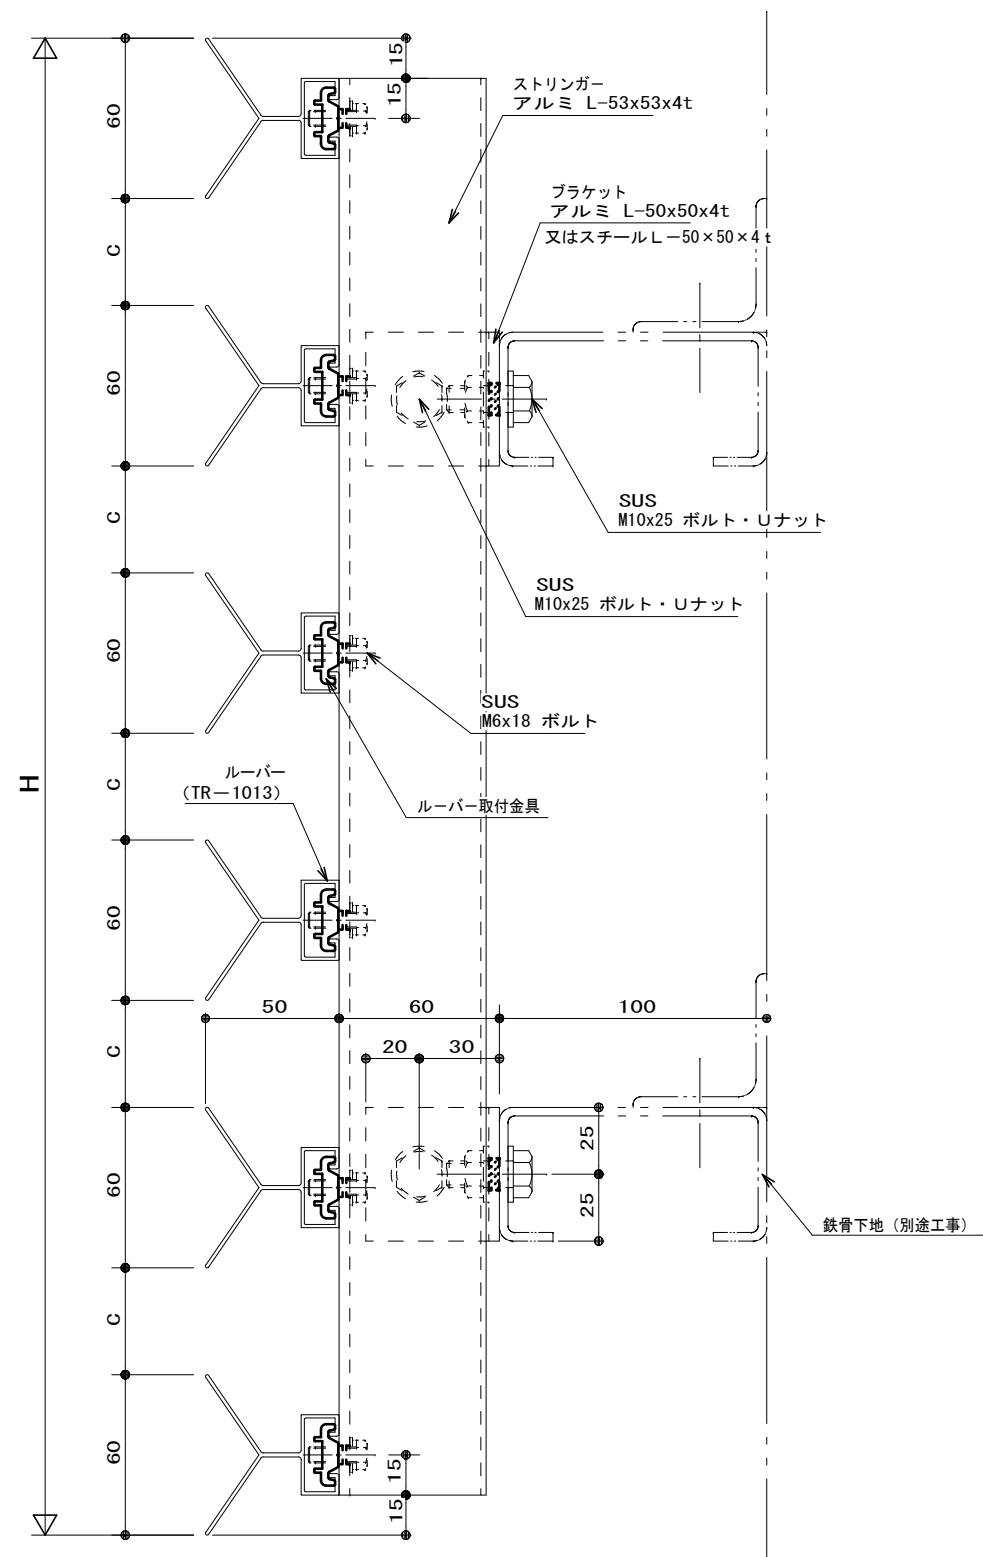 15
15
ストリンガー
アルミ L-53x53x4t
60
ブラケット
アルミ L-50x50x4t
又はスチールL-50×50×4t
C
60
SUS
M10x25 ボルト・Uナット
C
SUS
M10x25 ボルト・Uナット
60
SUS
M6x18 ボルト
ルーバー
(TR-1013)
H
C
ルーバー取付金具
60
50
60
100
C
20
30
25
60
25
鉄骨下地(別途工事)
C
60
15
15